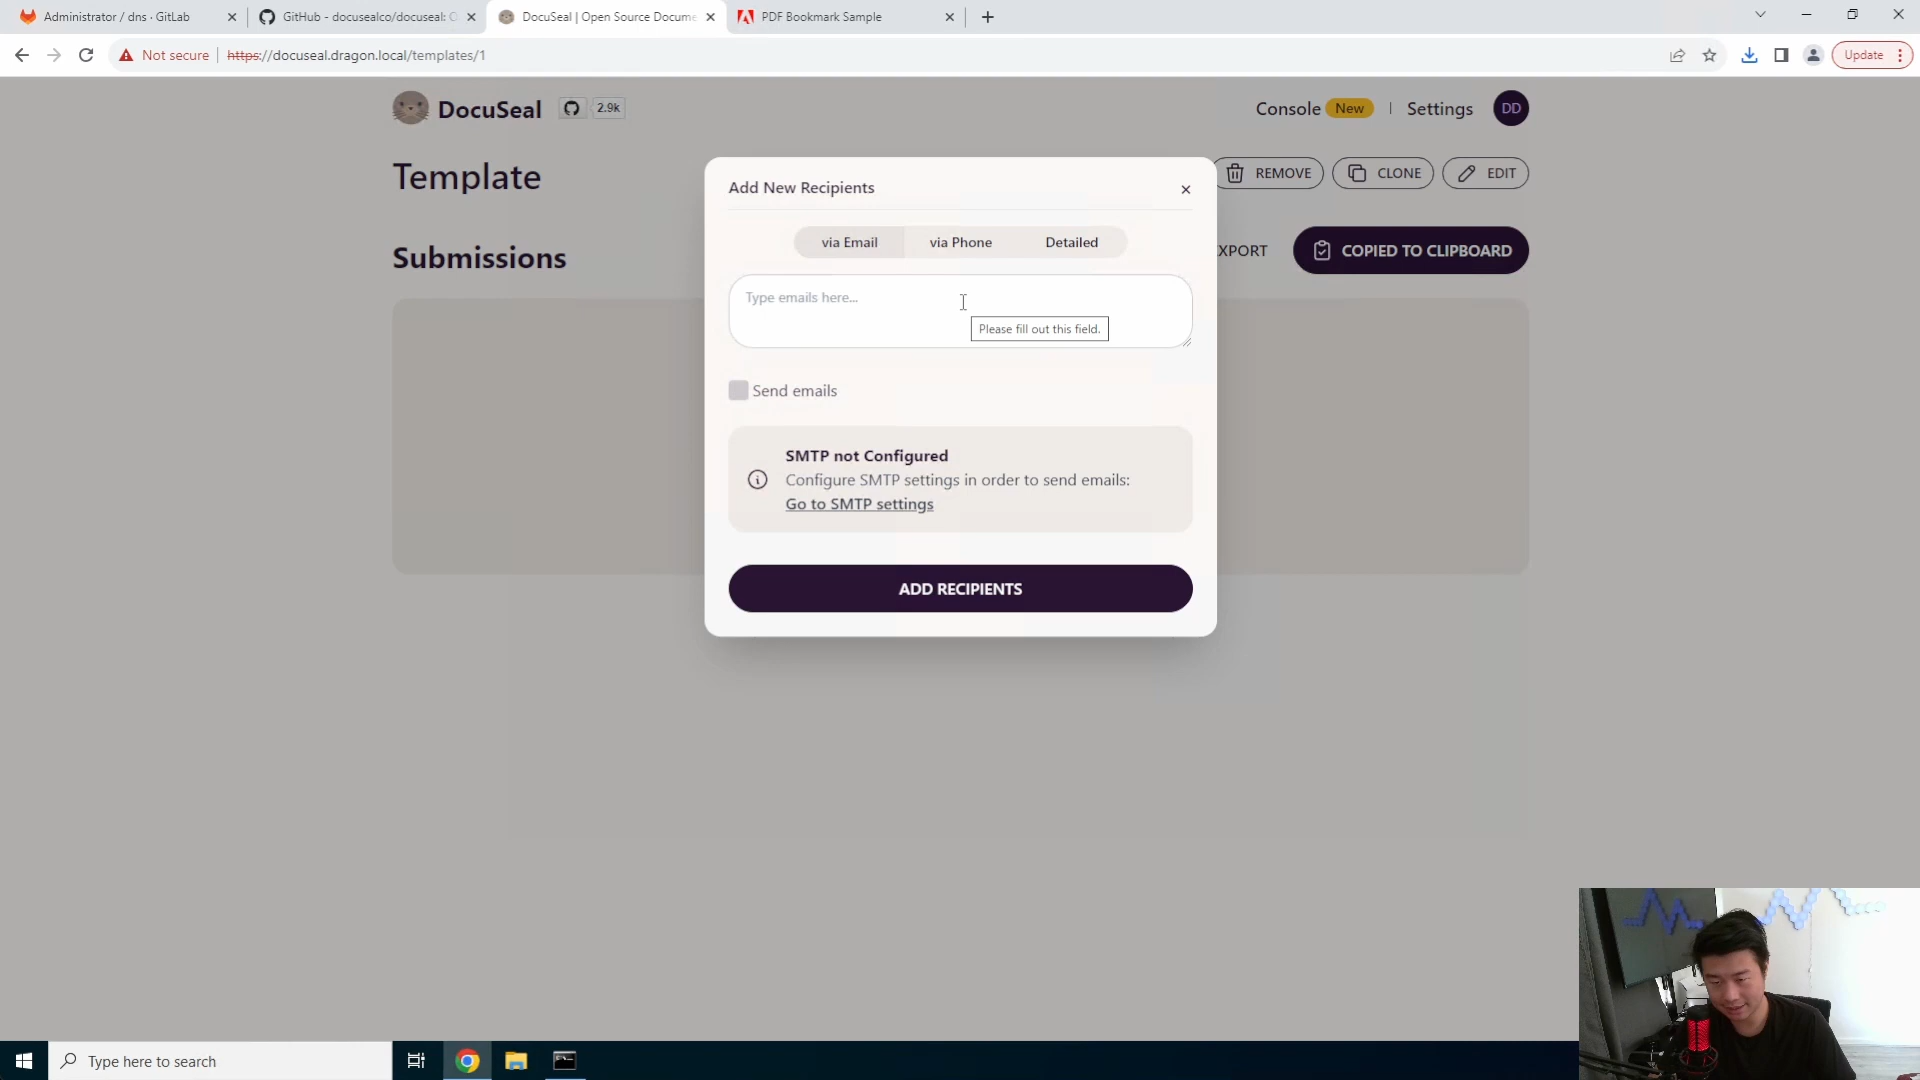 Administrator / dns · GitLab
GitHub - docusealco/docuseal: O
DocuSeal | Open Source Docume
PDF Bookmark Sample
Not secure
https://docuseal.dragon.local/templates/1
Update
DocuSeal
2.9k
Console New
Settings
DD
Template
REMOVE
CLONE
EDIT
Add New Recipients
via Email
via Phone
Detailed
Submissions
XPORT
COPIED TO CLIPBOARD
Type emails here...
Please fill out this field.
Send emails
SMTP not Configured
Configure SMTP settings in order to send emails:
Go to SMTP settings
ADD RECIPIENTS
Type here to search